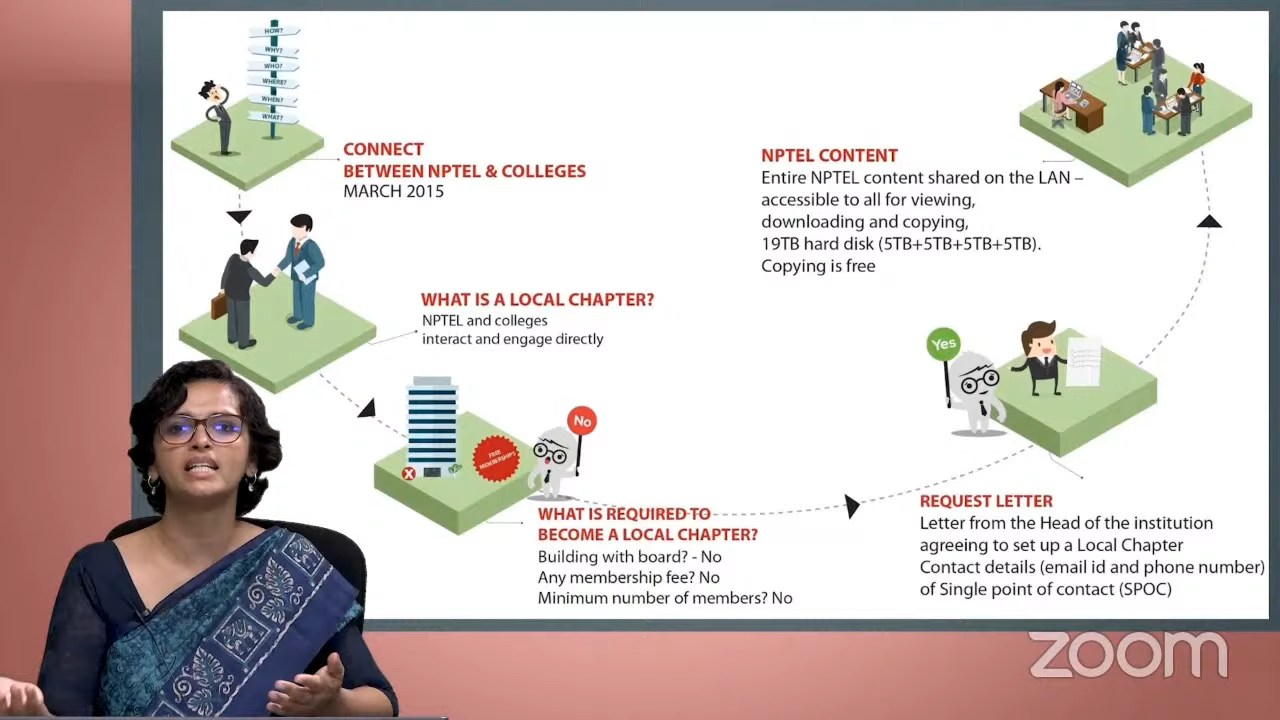 HOW?
WHY?
WHO?
WHERE?
WHEN?
WHAT?
CONNECT
BETWEEN NPTEL & COLLEGES
MARCH 2015
WHAT IS A LOCAL CHAPTER?
NPTEL and colleges
interact and engage directly
FREE
MEMBERSHIPS
No
WHAT IS REQUIRED TO
BECOME A LOCAL CHAPTER?
Building with board? - No
Any membership fee? No
Minimum number of members? No
Yes
REQUEST LETTER
Letter from the Head of the institution
agreeing to set up a Local Chapter
Contact details (email id and phone number)
of Single point of contact (SPOC)
NPTEL CONTENT
Entire NPTEL content shared on the LAN –
accessible to all for viewing,
downloading and copying,
19TB hard disk (5TB+5TB+5TB+5TB).
Copying is free
zoom